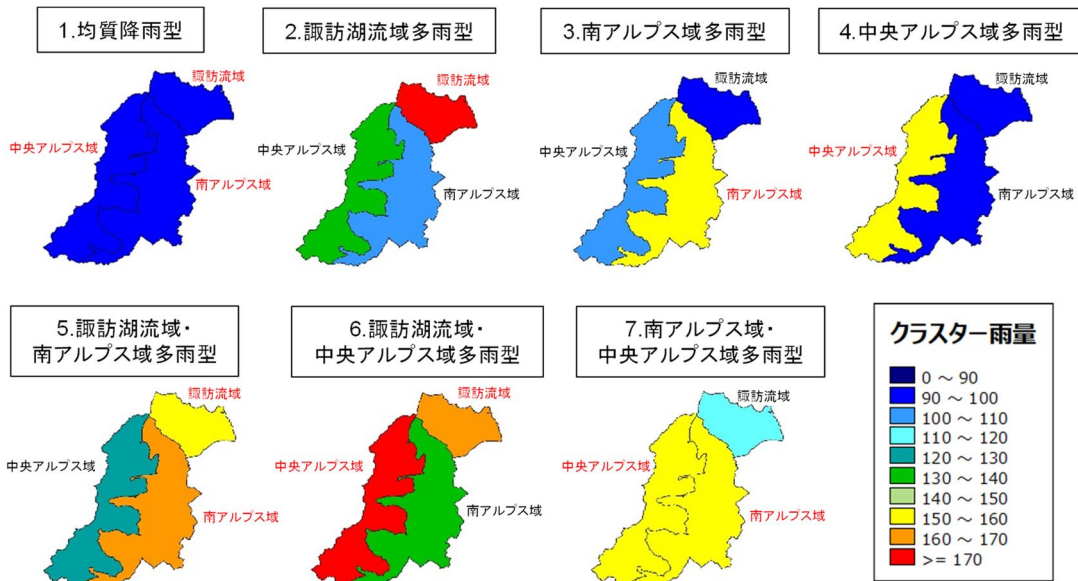 1.均質降雨型
2.諏訪湖流域多雨型
3.南アルプス域多雨型
4.中央アルプス域多雨型
諏訪流域
中央アルプス域
南アルプス域
諏訪流域
中央アルプス域
南アルプス域
諏訪流域
中央アルプス域
南アルプス域
諏訪流域
中央アルプス域
南アルプス域
5.諏訪湖流域・
南アルプス域多雨型
6.諏訪湖流域・
中央アルプス域多雨型
7.南アルプス域・
中央アルプス域多雨型
諏訪流域
中央アルプス域
南アルプス域
諏訪流域
中央アルプス域
南アルプス域
諏訪流域
中央アルプス域
南アルプス域
クラスター雨量
0 ～ 90
90 ～ 100
100 ～ 110
110 ～ 120
120 ～ 130
130 ～ 140
140 ～ 150
150 ～ 160
160 ～ 170
>= 170